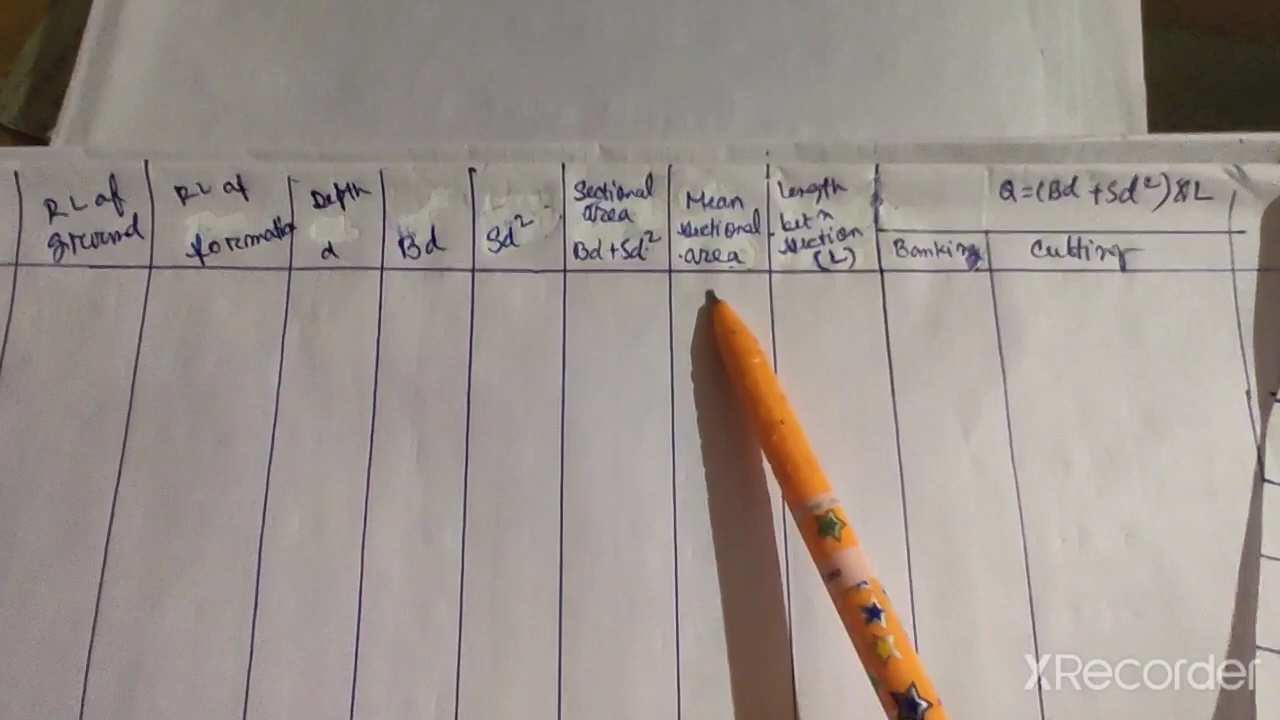 RL of
ground
RL of
formation
Depth
d
Bd
Sd²
Sectional
area
Bd+Sd²
Mean
sectional
area
Length
betn
section
(L)
Q=(Bd+Sd²)×L
Banking
Cutting
XRecorder